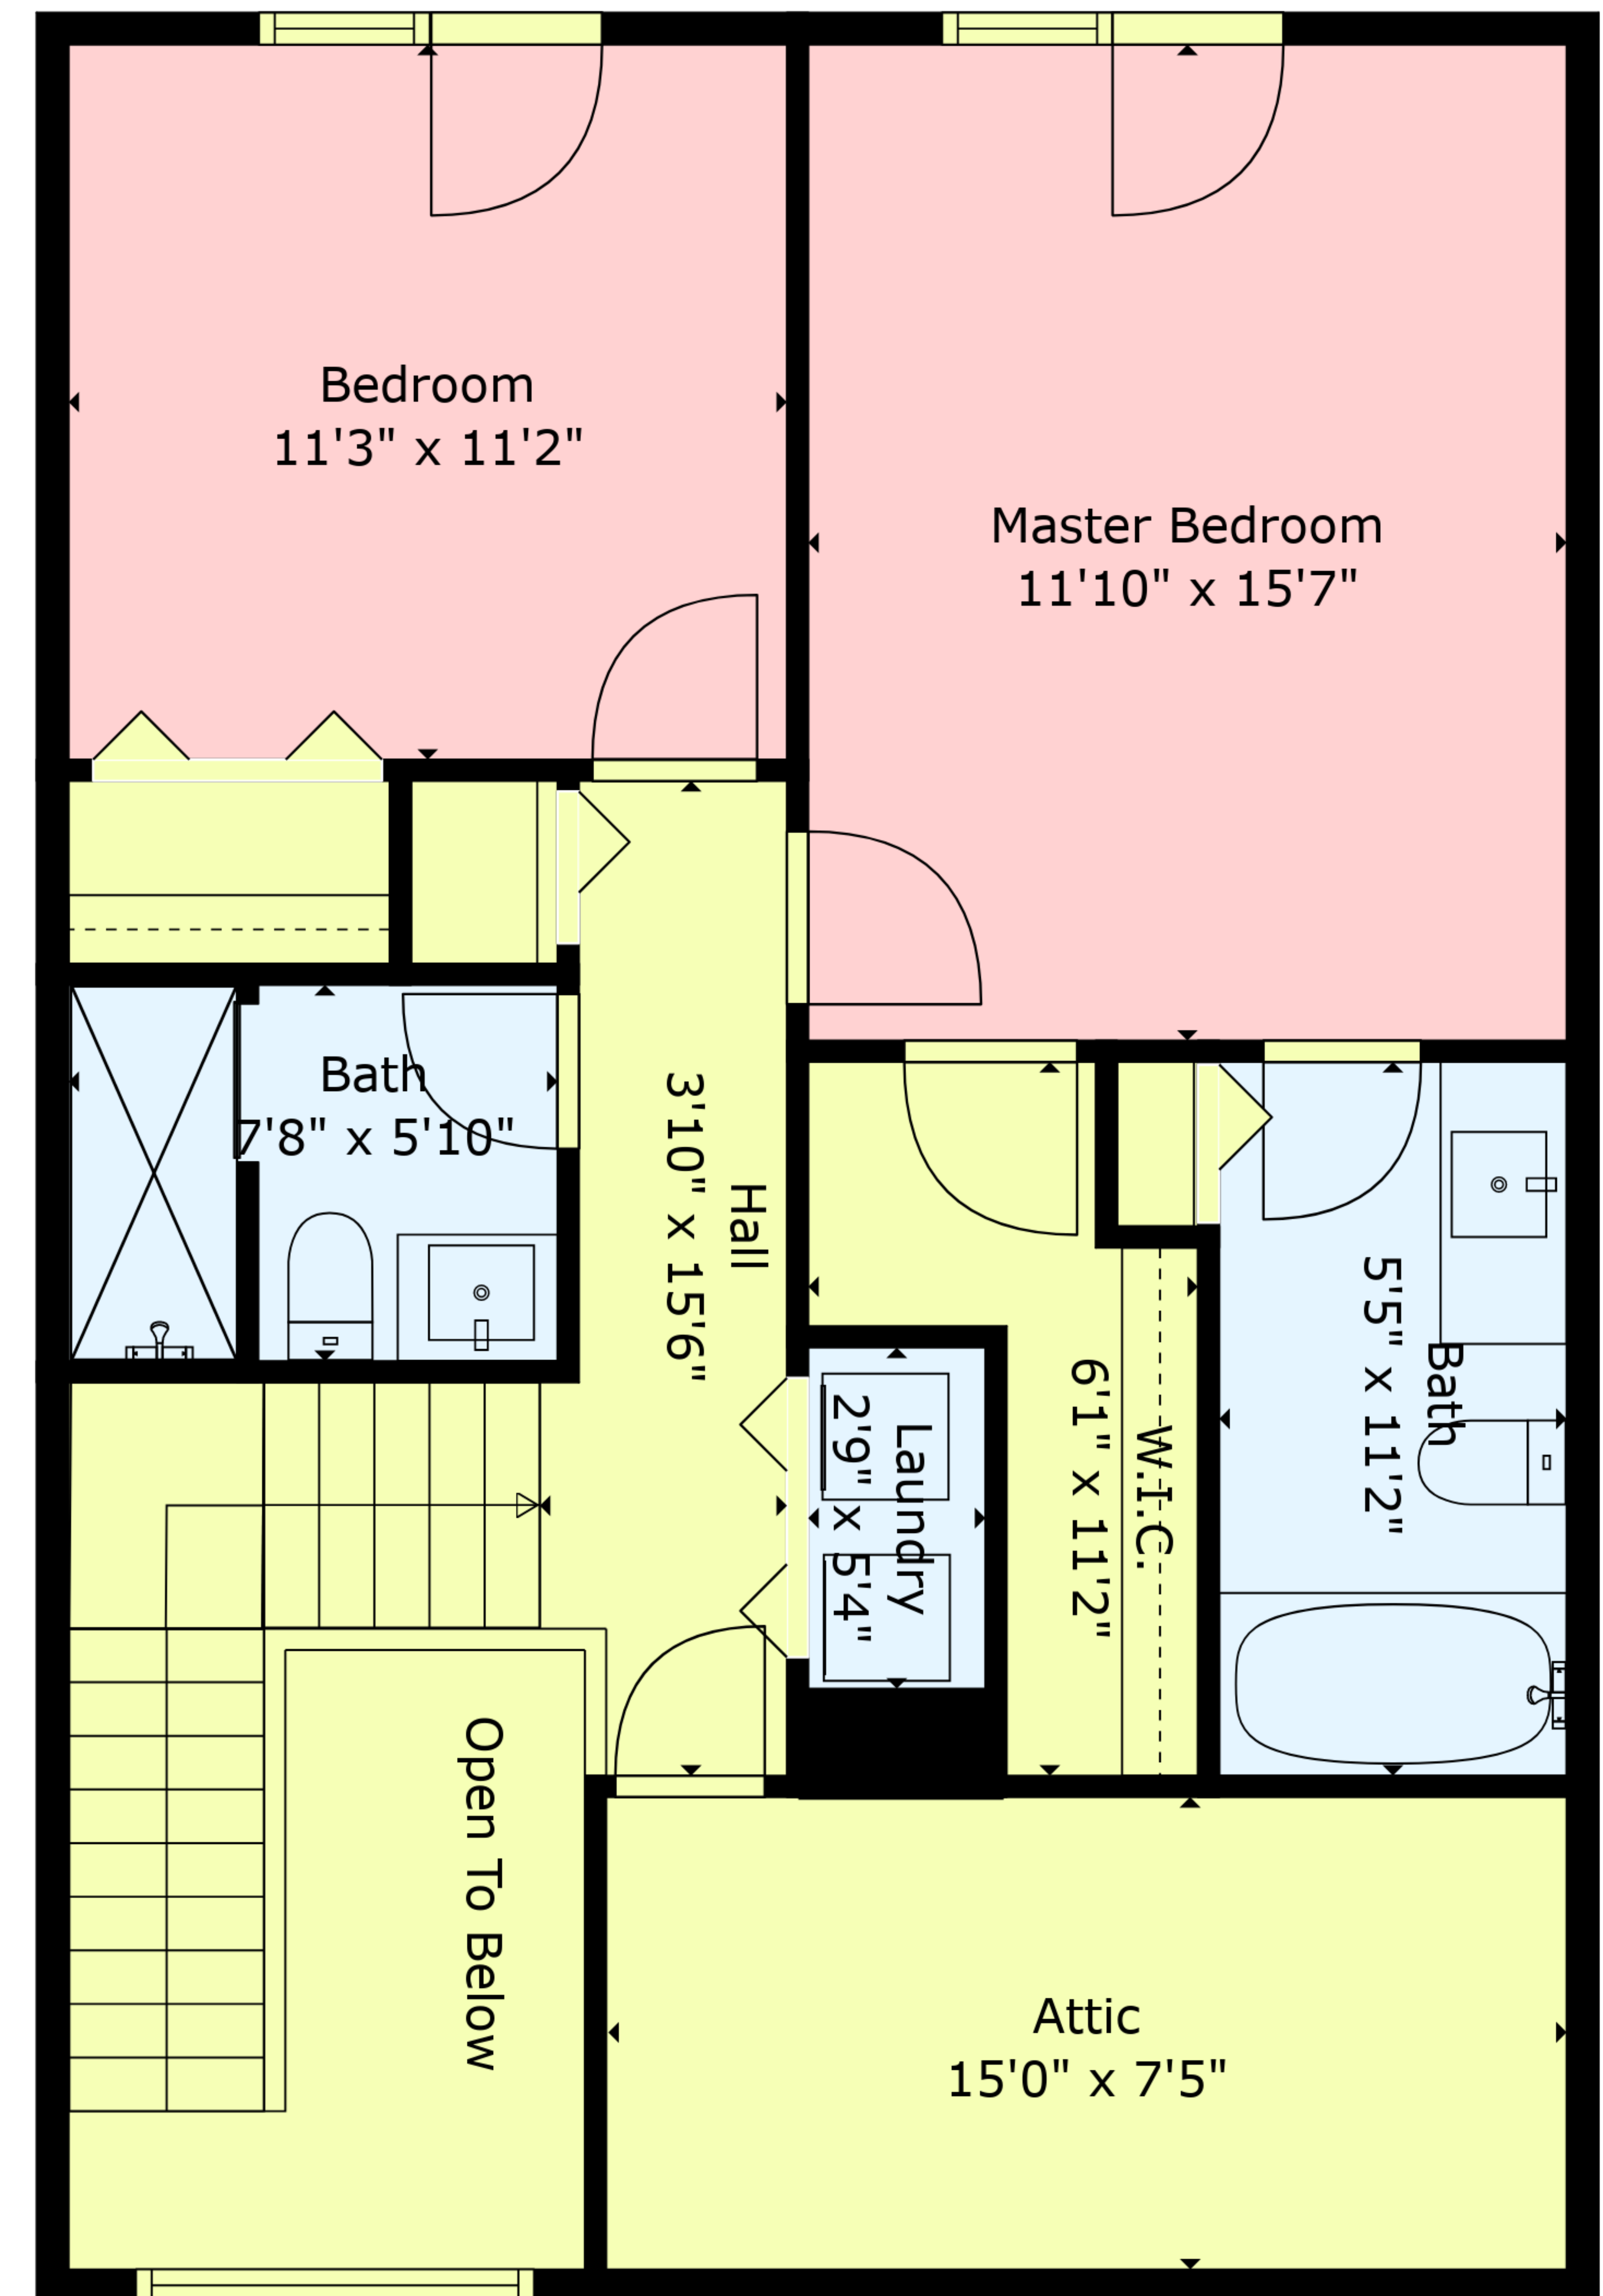 Bedroom
11'3" x 11'2"
Master Bedroom
11'10" x 15'7"
Bath
7'8" x 5'10"
Hall
3'10" x 15'6"
Laundry
2'9" x 5'4"
W.I.C.
6'1" x 11'2"
Bath
5'5" x 11'2"
Open To Below
Attic
15'0" x 7'5"